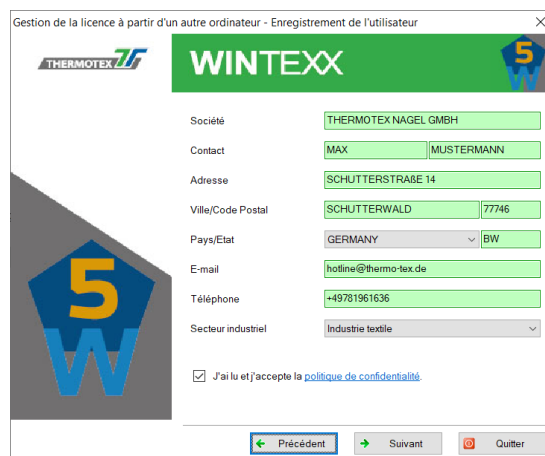 Gestion de la licence à partir d'un autre ordinateur - Enregistrement de l'utilisateur
THERMOTEX
WINTEXX
5
W
Société THERMOTEX NAGEL GMBH
Contact MAX MUSTERMANN
Adresse SCHUTTERSTRAßE 14
Ville/Code Postal SCHUTTERWALD 77746
Pays/Etat GERMANY BW
E-mail hotline@thermo-tex.de
Téléphone +49781961636
Secteur industriel Industrie textile
5
W
J'ai lu et j'accepte la politique de confidentialité.
Précédent Suivant Quitter